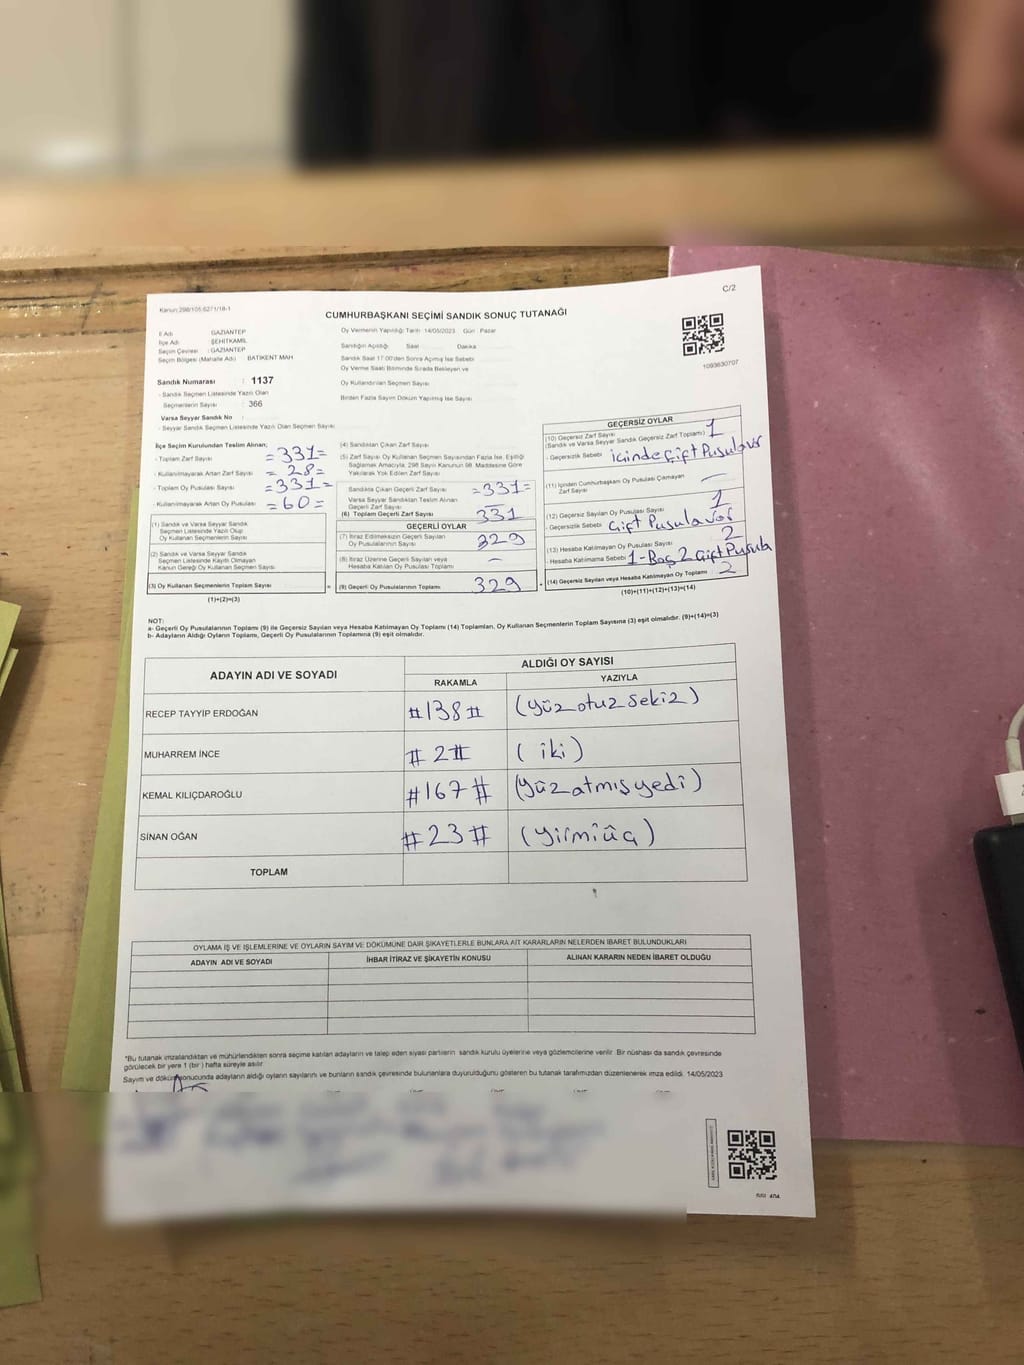 C/2
Kanun:298/105.6271/18-1
CUMHURBAŞKANI SEÇİMİ SANDIK SONUÇ TUTANAĞI
İl Adı GAZİANTEP
İlçe Adı ŞEHİTKAMİL
Seçim Çevresi : GAZİANTEP
Seçim Bölgesi (Mahalle Adı) BATIKENT MAH
Oy Vermenin Yapıldığı Tarih :14/05/2023 Gün : Pazar
Sandığın Açıldığı Saat Dakika
Sandık Saat 17.00'den Sonra Açılmış İse Sebebi
Oy Verme Saati Bitiminde Sırada Bekleyen ve
Oy Kullandırılan Seçmen Sayısı
Birden Fazla Sayım Döküm Yapılmış İse Sayısı
1093630707
Sandık Numarası : 1137
- Sandık Seçmen Listesinde Yazılı Olan
Seçmenlerin Sayısı : 366
Varsa Seyyar Sandık No
- Seyyar Sandık Seçmen Listesinde Yazılı Olan Seçmen Sayısı
İlçe Seçim Kurulundan Teslim Alınan;
- Toplam Zarf Sayısı =331=
- Kullanılmayarak Artan Zarf Sayısı = 28=
- Toplam Oy Pusulası Sayısı =331=
- Kullanılmayarak Artan Oy Pusulası =60=
(1) Sandık ve Varsa Seyyar Sandık
Seçmen Listesinde Yazılı Olup
Oy Kullanan Seçmenlerin Sayısı
(2) Sandık ve Varsa Seyyar Sandık
Seçmen Listesinde Kayıtlı Olmayan
Kanun Gereği Oy Kullanan Seçmen Sayısı
(3) Oy Kullanan Seçmenlerin Toplam Sayısı =
(1)+(2)=(3)
(4) Sandıktan Çıkan Zarf Sayısı
(5) Zarf Sayısı Oy Kullanan Seçmen Sayısından Fazla İse, Eşitliği
Sağlamak Amacıyla; 298 Sayılı Kanunun 98. Maddesine Göre
Yakılarak Yok Edilen Zarf Sayısı
Sandıkta Çıkan Geçerli Zarf Sayısı =331=
Varsa Seyyar Sandıktan Teslim Alınan
Geçerli Zarf Sayısı
(6) Toplam Geçerli Zarf Sayısı 331
GEÇERLİ OYLAR
(7) İtiraz Edilmeksizin Geçerli Sayılan
Oy Pusulalarının Sayısı 329
(8) İtiraz Üzerine Geçerli Sayılan veya
Hesaba Katılan Oy Pusulası Toplamı -
(9) Geçerli Oy Pusulalarının Toplamı 329 +
GEÇERSİZ OYLAR
(10) Geçersiz Zarf Sayısı
(Sandık ve Varsa Seyyar Sandık Geçersiz Zarf Toplamı) 1
- Geçersizlik Sebebi içinde Çift Pusula var
(11) İçinden Cumhurbaşkanı Oy Pusulası Çıkmayan
Zarf Sayısı -
(12) Geçersiz Sayılan Oy Pusulası Sayısı 1
- Geçersizlik Sebebi Çift Pusula var
(13) Hesaba Katılmayan Oy Pusulası Sayısı 2
- Hesaba Katılmama Sebebi 1-Boş 2 Çift Pusula
(14) Geçersiz Sayılan veya Hesaba Katılmayan Oy Toplamı 2
(10)+(11)+(12)+(13)=(14)
NOT:
a- Geçerli Oy Pusulalarının Toplamı (9) ile Geçersiz Sayılan veya Hesaba Katılmayan Oy Toplamı (14) Toplamları, Oy Kullanan Seçmenlerin Toplam Sayısına (3) eşit olmalıdır. (9)+(14)=(3)
b- Adayların Aldığı Oyların Toplamı, Geçerli Oy Pusulalarının Toplamına (9) eşit olmalıdır.
ADAYIN ADI VE SOYADI ALDIĞI OY SAYISI
RAKAMLA YAZIYLA
RECEP TAYYİP ERDOĞAN #138# (yüzotuz sekiz)
MUHARREM İNCE #2# (iki)
KEMAL KILIÇDAROĞLU #167# (yüzatmışyedi)
SİNAN OĞAN #23# (yirmiüç)
TOPLAM
OYLAMA İŞ VE İŞLEMLERİNE VE OYLARIN SAYIM VE DÖKÜMÜNE DAİR ŞİKAYETLERLE BUNLARA AİT KARARLARIN NELERDEN İBARET BULUNDUKLARI
ADAYIN ADI VE SOYADI İHBAR İTİRAZ VE ŞİKAYETİN KONUSU ALINAN KARARIN NEDEN İBARET OLDUĞU
*Bu tutanak imzalandıktan ve mühürlendikten sonra seçime katılan adayların ve talep eden siyasi partilerin sandık kurulu üyelerine veya gözlemcilerine verilir. Bir nüshası da sandık çevresinde
görülecek bir yere 1 (bir) hafta süreyle asılır.
Sayım ve döküm sonucunda adayların aldığı oyların sayılarını ve bunların sandık çevresinde bulunanlara duyurulduğunu gösteren bu tutanak tarafımızdan düzenlenerek imza edildi. 14/05/2023